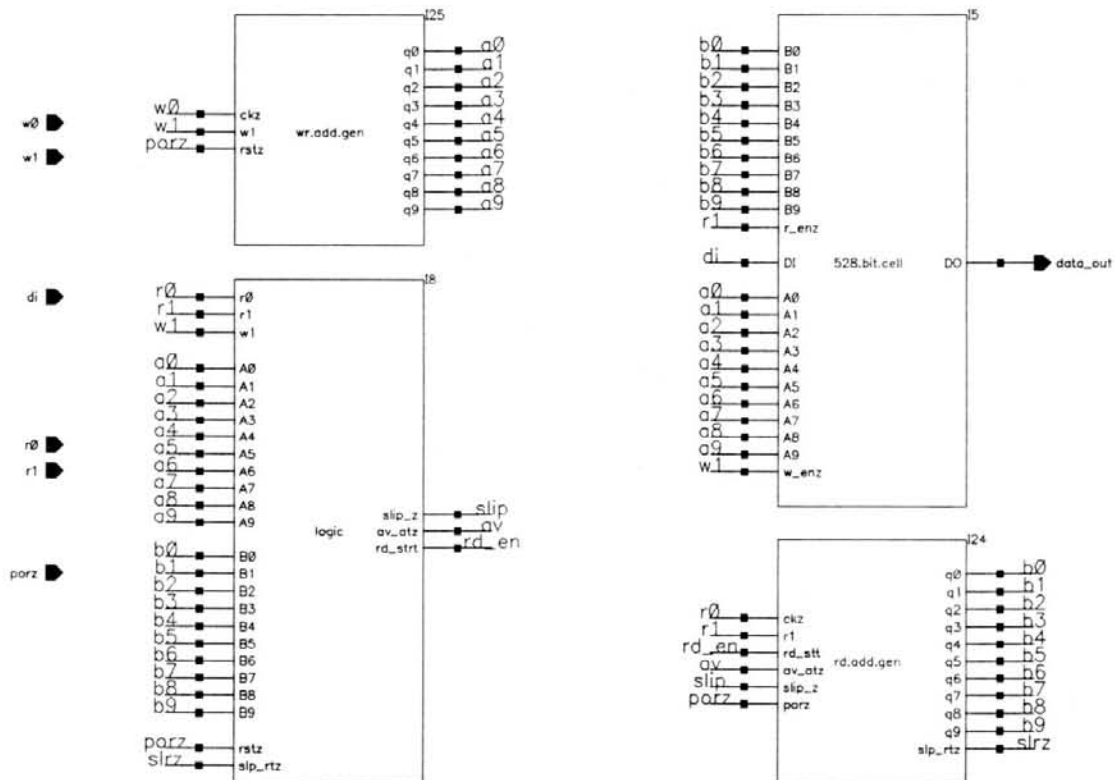 I25
wr.add.gen
w0 ckz
w1 w1
porz rstz
q0 a0
q1 a1
q2 a2
q3 a3
q4 a4
q5 a5
q6 a6
q7 a7
q8 a8
q9 a9
w0
w1
di
r0
r1
porz
I8
logic
r0 r0
r1 r1
w1 w1
a0 A0
a1 A1
a2 A2
a3 A3
a4 A4
a5 A5
a6 A6
a7 A7
a8 A8
a9 A9
b0 B0
b1 B1
b2 B2
b3 B3
b4 B4
b5 B5
b6 B6
b7 B7
b8 B8
b9 B9
porz rstz
slrz slp_rtz
slip_z slip
av_atz av
rd_strt rd_en
I5
528.bit.cell
b0 B0
b1 B1
b2 B2
b3 B3
b4 B4
b5 B5
b6 B6
b7 B7
b8 B8
b9 B9
r1 r_enz
di DI
a0 A0
a1 A1
a2 A2
a3 A3
a4 A4
a5 A5
a6 A6
a7 A7
a8 A8
a9 A9
w1 w_enz
DO data_out
I24
rd.add.gen
r0 ckz
r1 r1
rd_en rd_stt
av av_atz
slip slip_z
porz porz
q0 b0
q1 b1
q2 b2
q3 b3
q4 b4
q5 b5
q6 b6
q7 b7
q8 b8
q9 b9
slp_rtz slrz